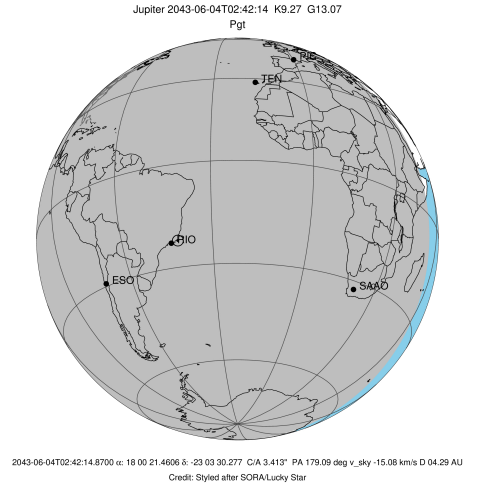 Jupiter 2043-06-04T02:42:14 K9.27 G13.07
Pgt
TEN
RIO
ESO
SAAO
2043-06-04T02:42:14.8700 α: 18 00 21.4606 δ: -23 03 30.277 C/A 3.413" PA 179.09 deg v_sky -15.08 km/s D 04.29 AU
Credit: Styled after SORA/Lucky Star